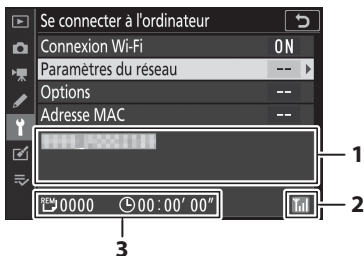 Se connecter à l'ordinateur
Connexion Wi-Fi ON
Paramètres du réseau --
Options --
Adresse MAC --
1
REM 0000 00:00′00″
2
3